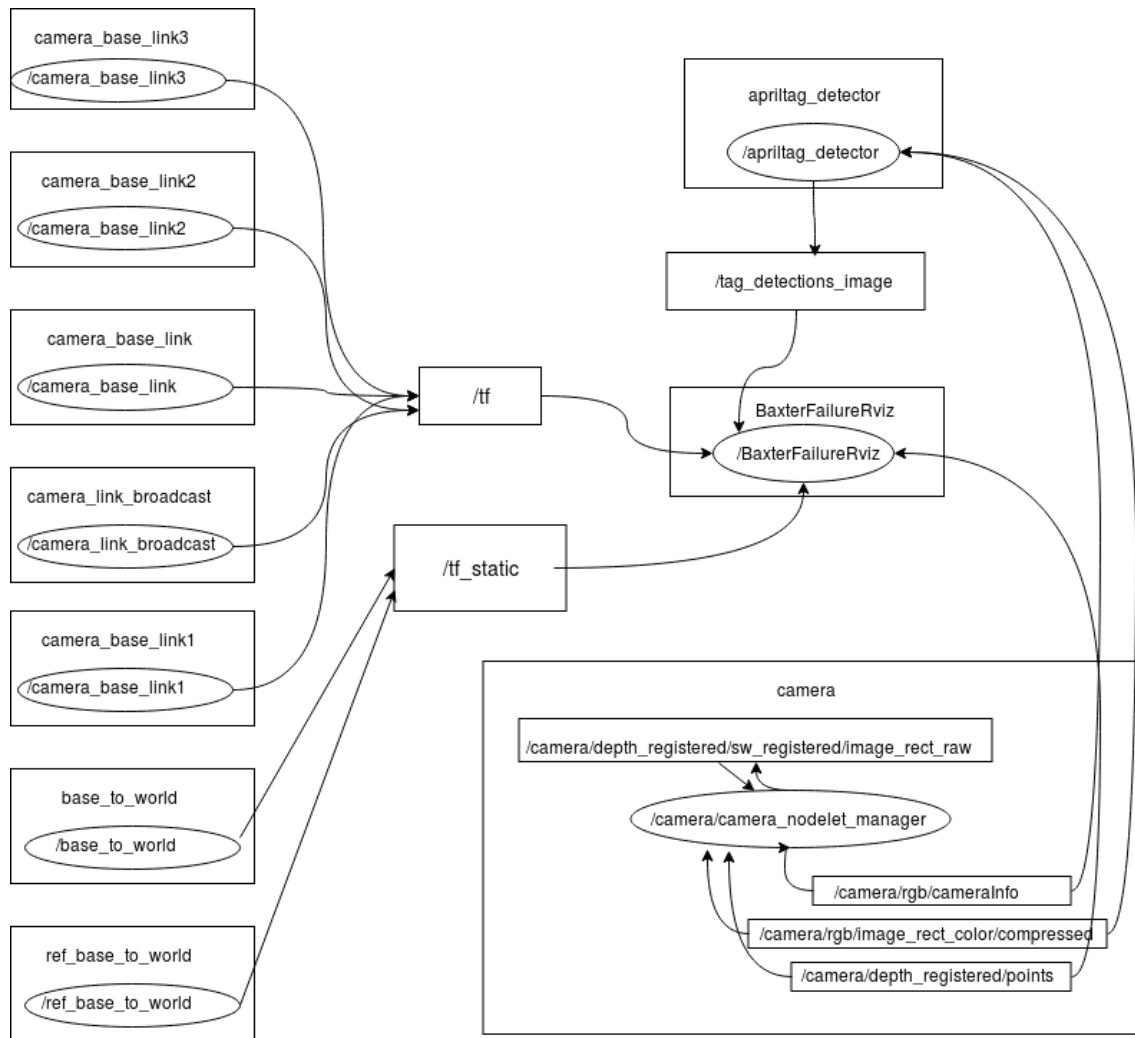 camera_base_link3
/camera_base_link3
camera_base_link2
/camera_base_link2
camera_base_link
/camera_base_link
camera_link_broadcast
/camera_link_broadcast
camera_base_link1
/camera_base_link1
base_to_world
/base_to_world
ref_base_to_world
/ref_base_to_world
/tf
/tf_static
apriltag_detector
/apriltag_detector
/tag_detections_image
BaxterFailureRviz
/BaxterFailureRviz
camera
/camera/depth_registered/sw_registered/image_rect_raw
/camera/camera_nodelet_manager
/camera/rgb/cameraInfo
/camera/rgb/image_rect_color/compressed
/camera/depth_registered/points